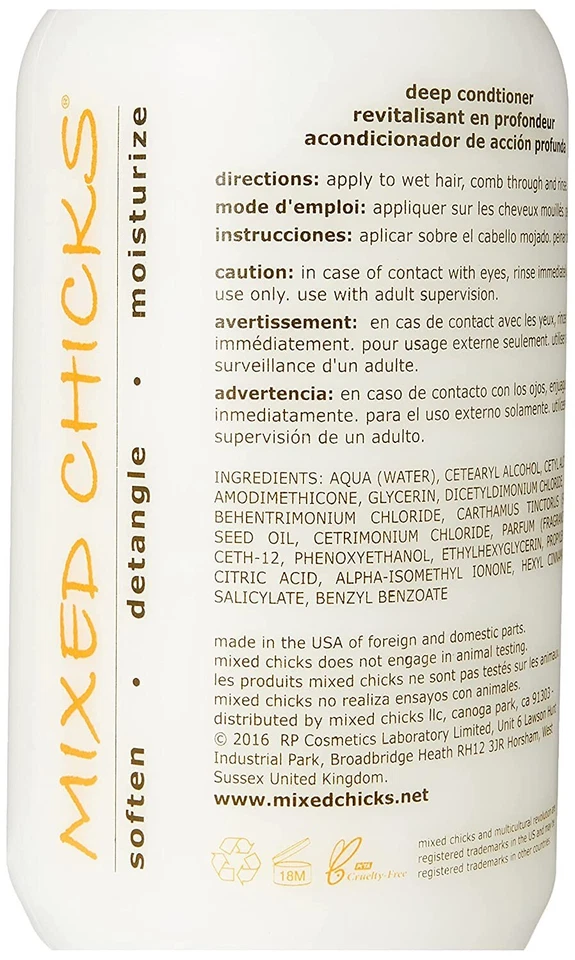 MIXED CHICKS®
soften • detangle • moisturize
deep condtioner
revitalisant en profondeur
acondicionador de acción profunda
directions: apply to wet hair, comb through and rinse
mode d'emploi: appliquer sur les cheveux mouillés,
instrucciones: aplicar sobre el cabello mojado.
caution: in case of contact with eyes, rinse
use only. use with adult supervision.
avertissement: en cas de contact avec les yeux,
immédiatement. pour usage externe seulement.
surveillance d'un adulte.
advertencia: en caso de contacto con los ojos,
inmediatamente. para el uso externo solamente.
supervisión de un adulto.
INGREDIENTS: AQUA (WATER), CETEARYL ALCOHOL, CETYL
AMODIMETHICONE, GLYCERIN, DICETYLDIMONIUM CHLORIDE,
BEHENTRIMONIUM CHLORIDE, CARTHAMUS TINCTORIUS
SEED OIL, CETRIMONIUM CHLORIDE, PARFUM
CETH-12, PHENOXYETHANOL, ETHYLHEXYGLYCERIN,
CITRIC ACID, ALPHA-ISOMETHYL IONONE, HEXYL
SALICYLATE, BENZYL BENZOATE
made in the USA of foreign and domestic parts.
mixed chicks does not engage in animal testing.
les produits mixed chicks ne sont pas testés sur les animaux.
mixed chicks no realiza ensayos con animales.
distributed by mixed chicks llc, canoga park, ca 91303 -
© 2016 RP Cosmetics Laboratory Limited, Unit 6 Lawson Hunt
Industrial Park, Broadbridge Heath RH12 3JR Horsham, West
Sussex United Kingdom.
www.mixedchicks.net
18M
PETA
Cruelty-Free
mixed chicks and multicultural revolution are
registered trademarks in the US and may be
registered trademarks in other countries.